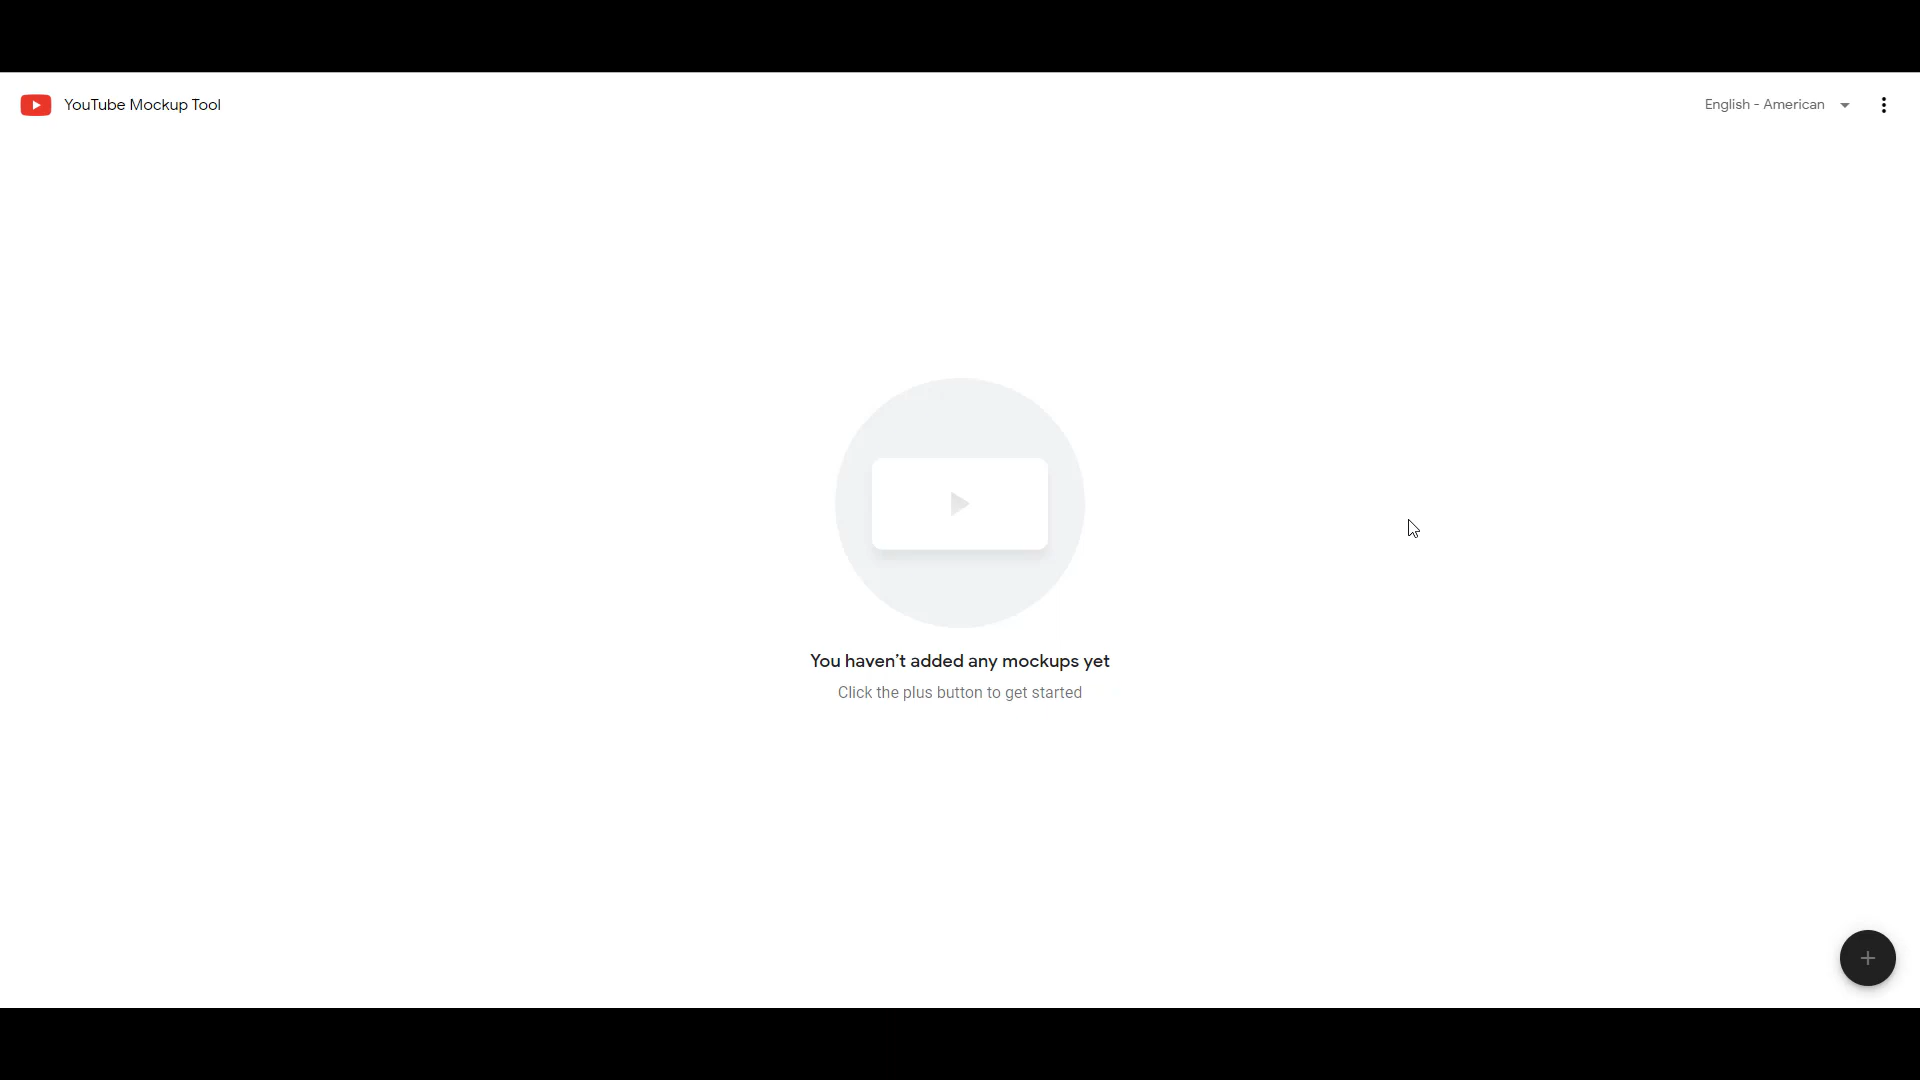 YouTube Mockup Tool
English - American
You haven’t added any mockups yet
Click the plus button to get started